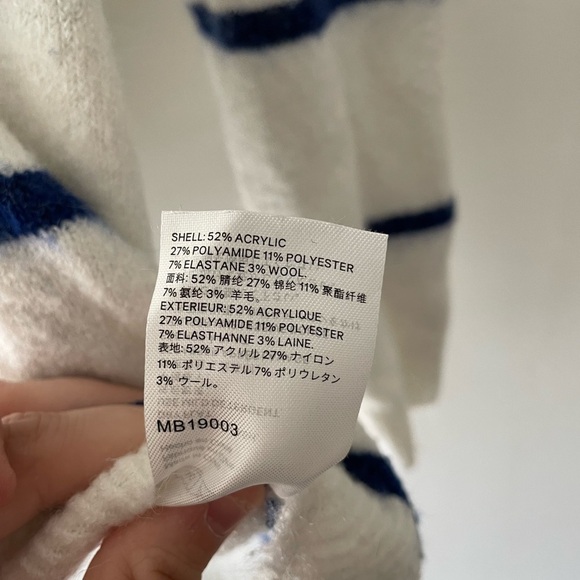 SHELL: 52% ACRYLIC
27% POLYAMIDE 11% POLYESTER
7% ELASTANE 3% WOOL.
面料: 52% 腈纶 27% 锦纶 11% 聚酯纤维
7% 氨纶 3% 羊毛。
EXTERIEUR: 52% ACRYLIQUE
27% POLYAMIDE 11% POLYESTER
7% ELASTHANNE 3% LAINE.
表地: 52% アクリル 27% ナイロン
11% ポリエステル 7% ポリウレタン
3% ウール。
MB19003